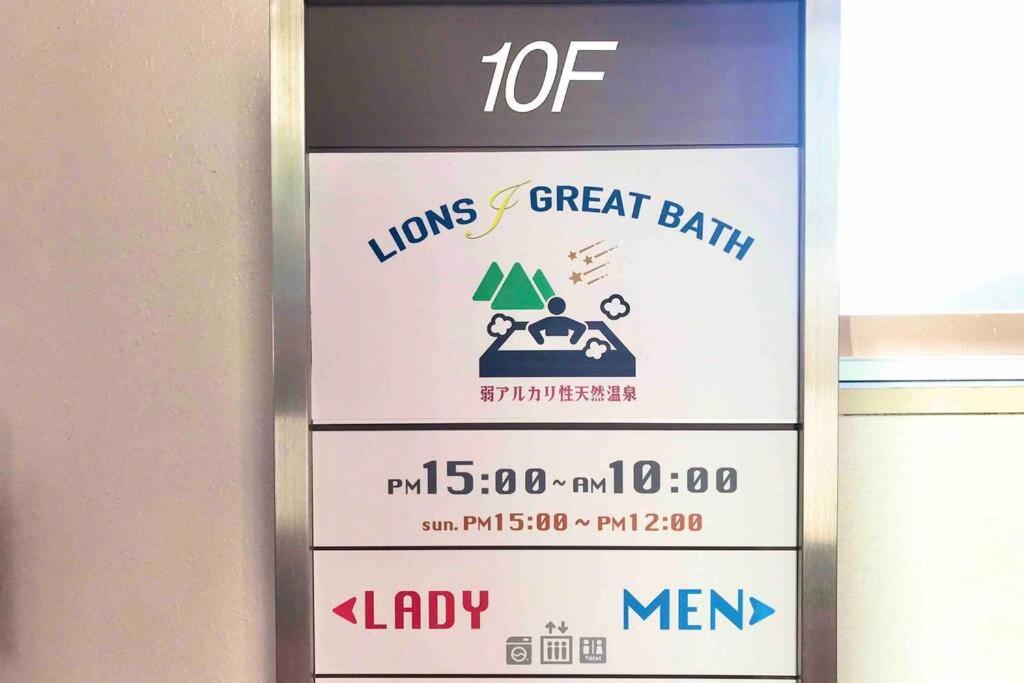 10F
LIONS J GREAT BATH
弱アルカリ性天然温泉
PM15:00~AM10:00
sun. PM15:00~PM12:00
LADY MEN
Toilet